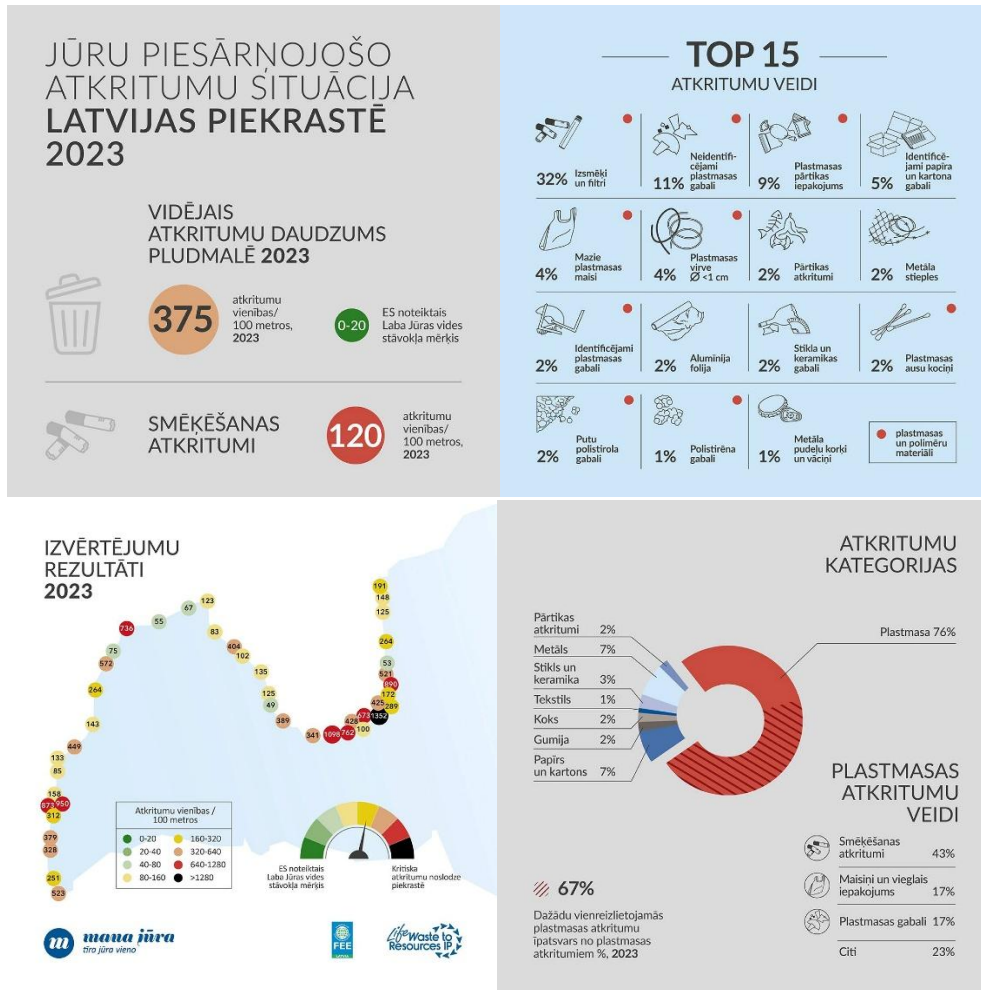 JŪRU PIESĀRŅOJOŠO
ATKRITUMU SITUĀCIJA
LATVIJAS PIEKRASTĒ
2023
VIDĒJAIS
ATKRITUMU DAUDZUMS
PLUDMALĒ 2023
375
atkritumu
vienības/
100 metros,
2023
0-20
ES noteiktais
Laba Jūras vides
stāvokļa mērķis
SMĒĶĒŠANAS
ATKRITUMI
120
atkritumu
vienības/
100 metros,
2023
TOP 15
ATKRITUMU VEIDI
32% Izsmēķi
un filtri
11% Neidentifi-
cējami
plastmasas
gabali
9% Plastmasas
pārtikas
iepakojums
5% Identificē-
jami papīra
un kartona
gabali
4% Mazie
plastmasas
maisi
4% Plastmasas
virve
Ø <1 cm
2% Pārtikas
atkritumi
2% Metāla
stieples
2% Identificējami
plastmasas
gabali
2% Alumīnija
folija
2% Stikla un
keramikas
gabali
2% Plastmasas
ausu kociņi
2% Putu
polistirola
gabali
1% Polistirēna
gabali
1% Metāla
pudeļu korķi
un vāciņi
plastmasas
un polimēru
materiāli
IZVĒRTĒJUMU
REZULTĀTI
2023
123
67
55
736
75
572
264
143
449
133
85
158
873 950
312
379
328
251
523
83
404
102
135
125
49
389
341
1098
762
428
673
100
1352
425
289
172
890
521
53
264
125
148
191
Atkritumu vienības /
100 metros
0-20 160-320
20-40 320-640
40-80 640-1280
80-160 >1280
ES noteiktais
Laba Jūras vides
stāvokļa mērķis
Kritiska
atkritumu noslodze
piekrastē
m mana jūra
tīra jūra vieno
FEE
LATVIA
Life Waste to
Resources IP
ATKRITUMU
KATEGORIJAS
Pārtikas
atkritumi 2%
Metāls 7%
Stikls un
keramika 3%
Tekstils 1%
Koks 2%
Gumija 2%
Papīrs
un kartons 7%
Plastmasa 76%
PLASTMASAS
ATKRITUMU
VEIDI
Smēķēšanas
atkritumi 43%
Maisiņi un vieglais
iepakojums 17%
Plastmasas gabali 17%
Citi 23%
67%
Dažādu vienreizlietojamās
plastmasas atkritumu
īpatsvars no plastmasas
atkritumiem %, 2023